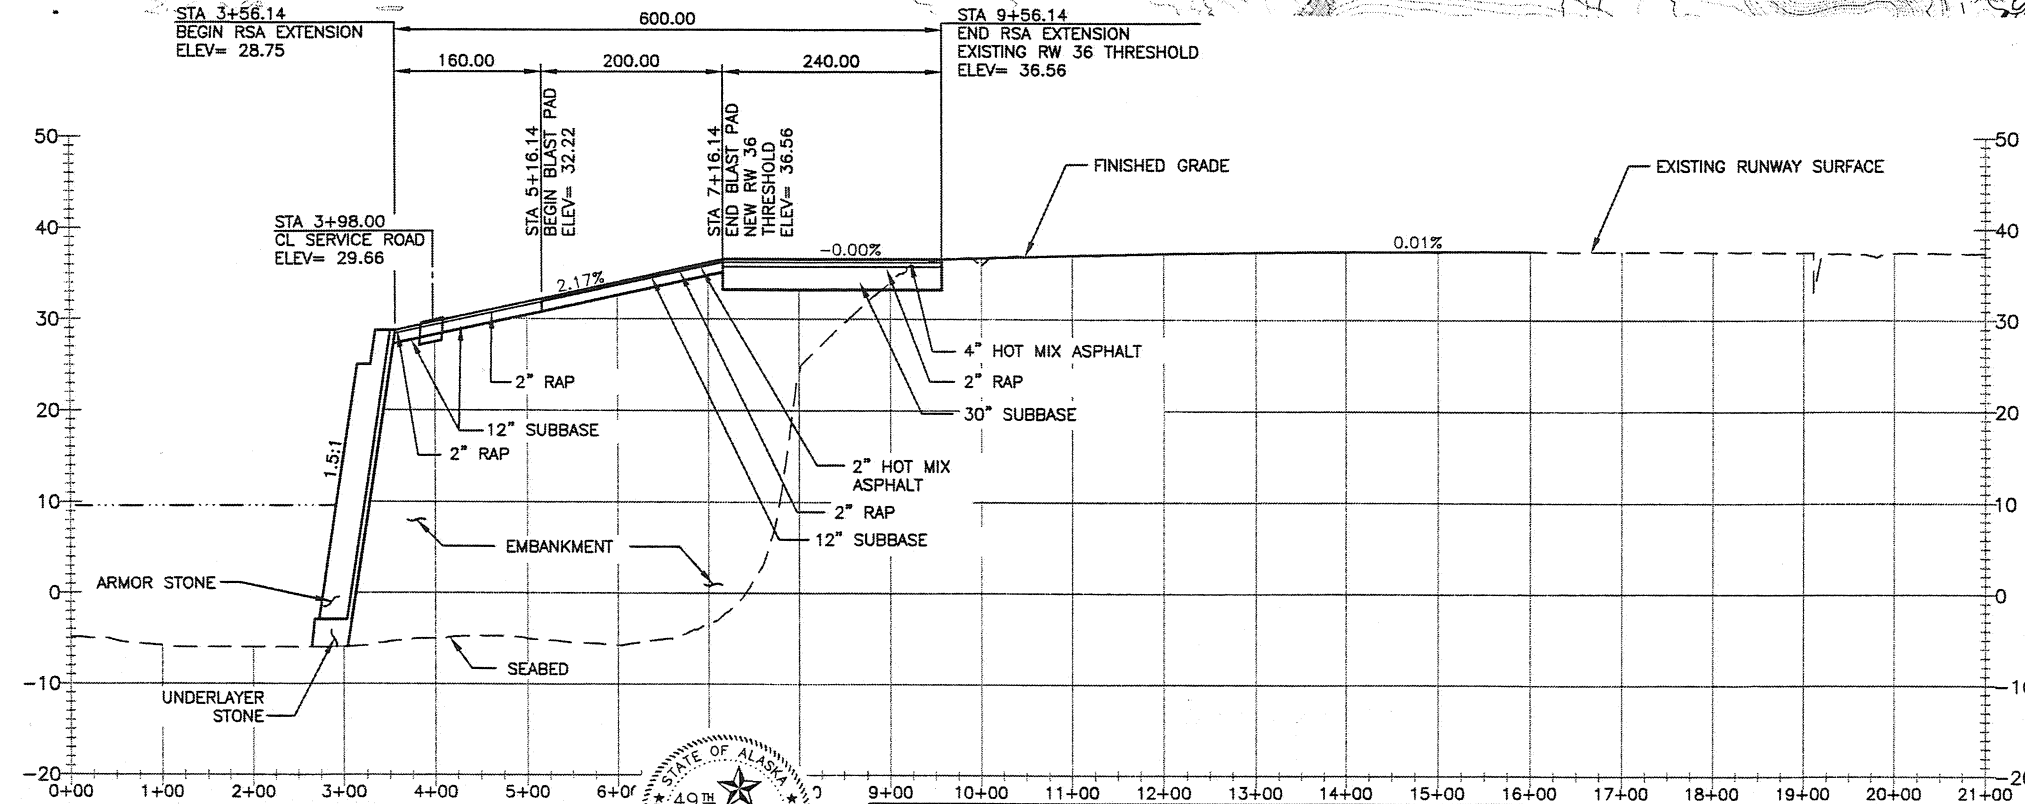 STA 3+56.14
BEGIN RSA EXTENSION
ELEV= 28.75
600.00
STA 9+56.14
END RSA EXTENSION
EXISTING RW 36 THRESHOLD
ELEV= 36.56
160.00
200.00
240.00
STA 5+16.14
BEGIN BLAST PAD
ELEV= 32.22
STA 7+16.14
END BLAST PAD
NEW RW 36
THRESHOLD
ELEV= 36.56
STA 3+98.00
CL SERVICE ROAD
ELEV= 29.66
FINISHED GRADE
EXISTING RUNWAY SURFACE
2.17%
-0.00%
0.01%
4" HOT MIX ASPHALT
2" RAP
30" SUBBASE
2" RAP
12" SUBBASE
2" RAP
1.5:1
2" HOT MIX
ASPHALT
2" RAP
12" SUBBASE
EMBANKMENT
ARMOR STONE
SEABED
UNDERLAYER
STONE
50
40
30
20
10
0
-10
-20
50
40
30
20
10
0
STATE OF ALASKA
49TH
0+00 1+00 2+00 3+00 4+00 5+00 9+00 10+00 11+00 12+00 13+00 14+00 15+00 16+00 17+00 18+00 19+00 20+00 21+00